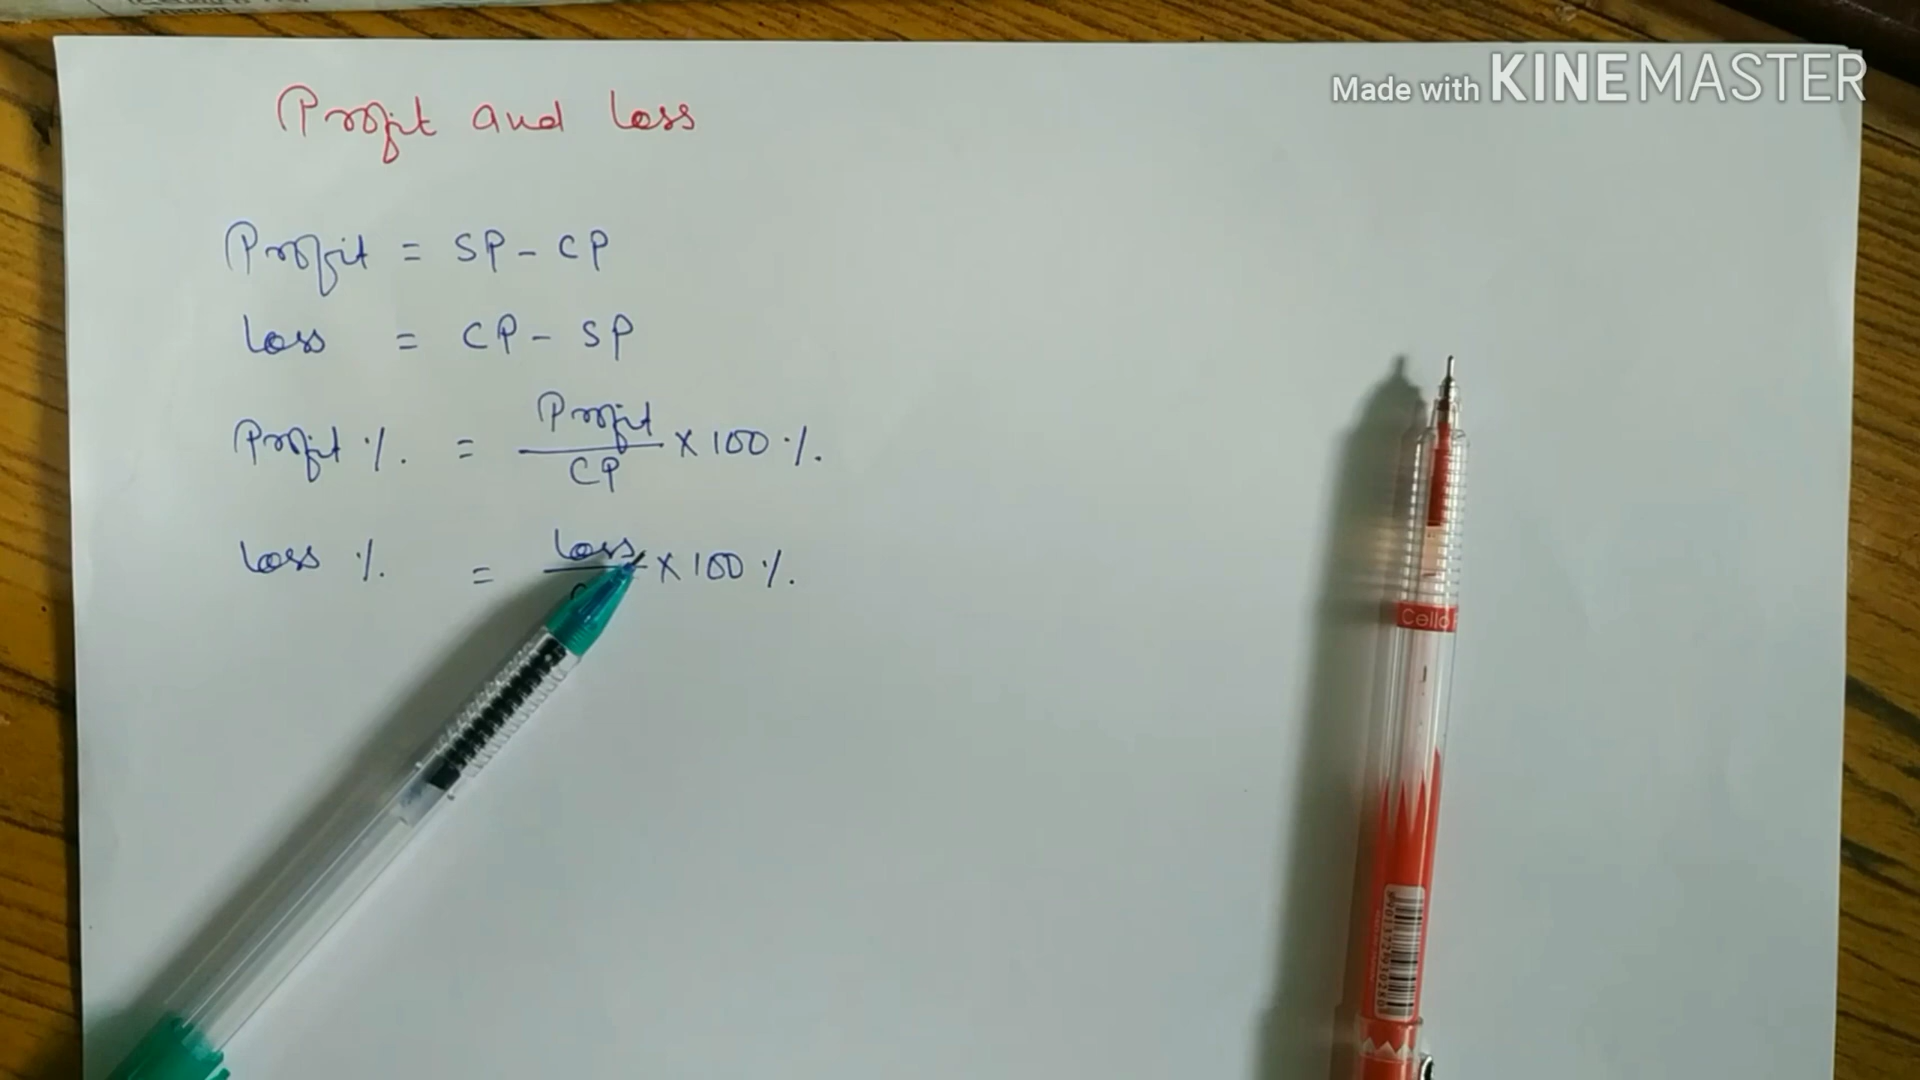 Made with KINEMASTER
Profit and loss
Profit = SP - CP
loss = CP - SP
Profit % = Profit / CP × 100 %.
loss % = loss / × 100 %.
Cello